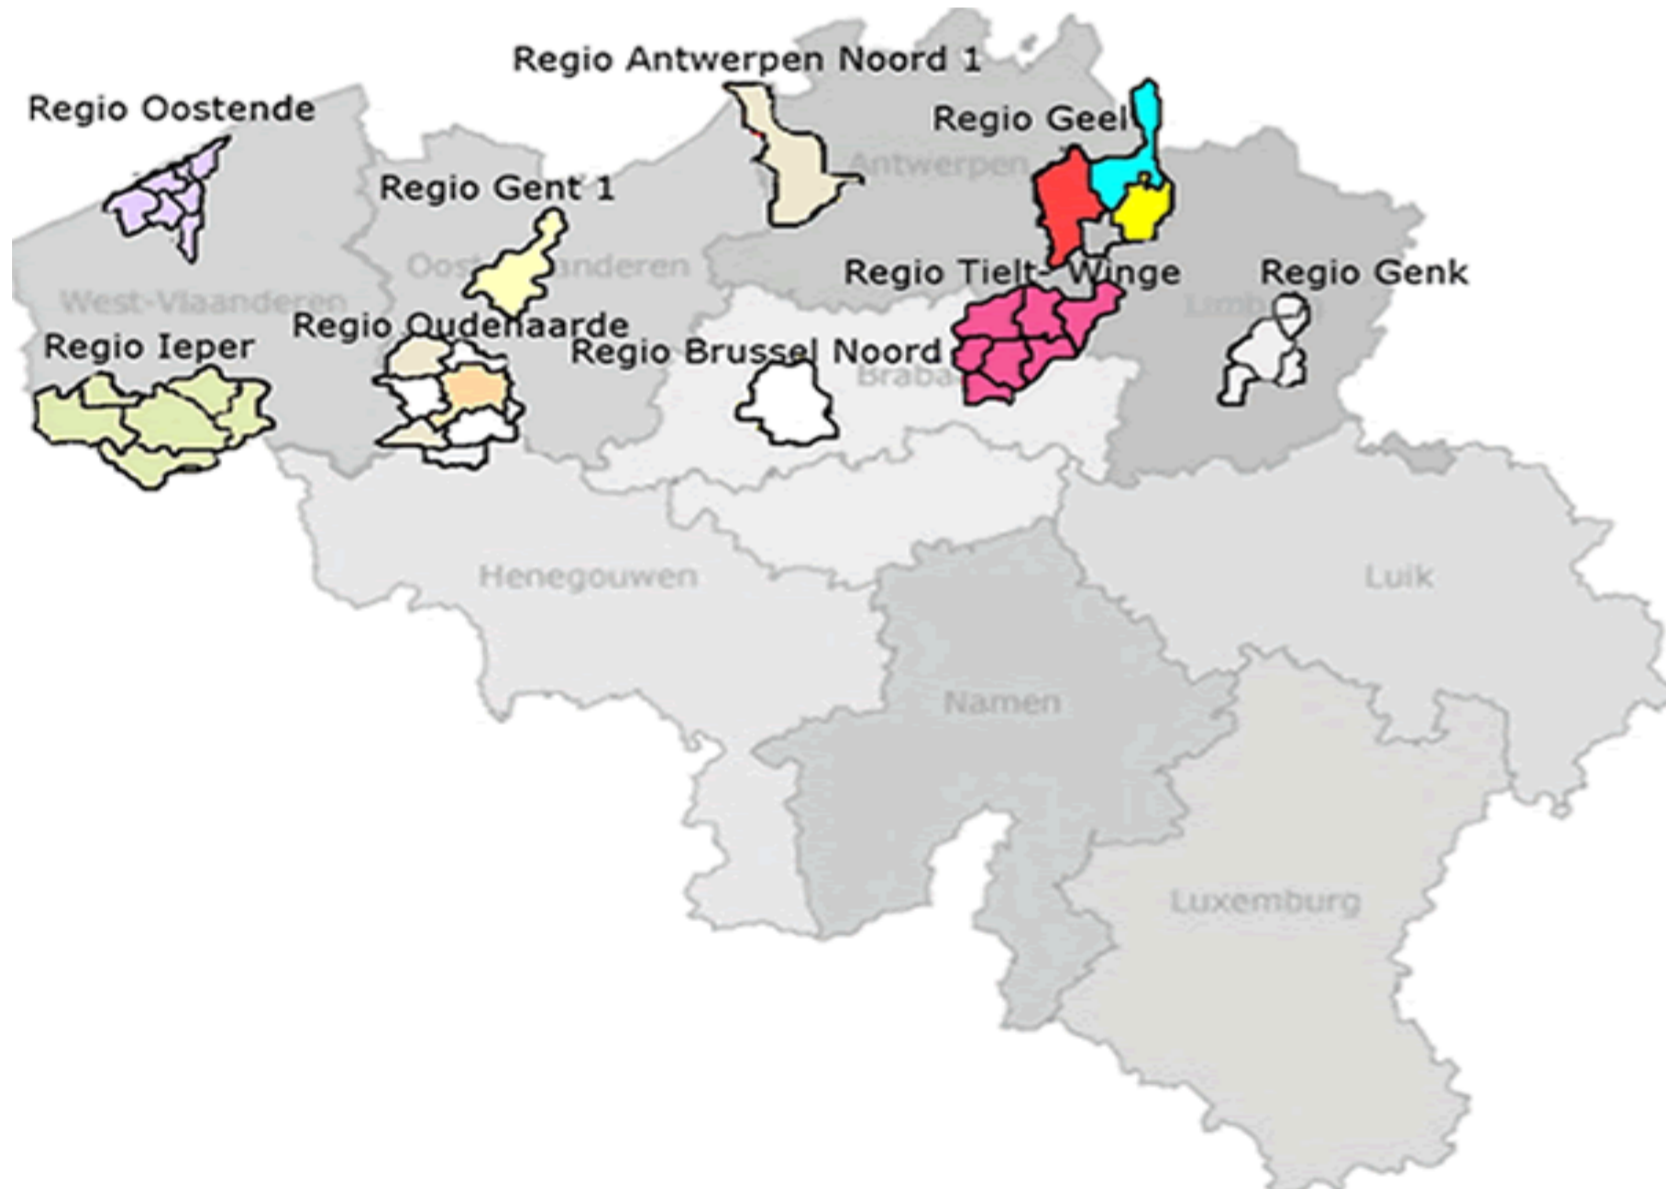 Regio Antwerpen Noord 1
Regio Oostende
Regio Geel
Antwerpen
Regio Gent 1
Oost-Vlaanderen
Regio Tielt- Winge
Regio Genk
West-Vlaanderen
Limburg
Regio Oudenaarde
Regio Ieper
Regio Brussel Noord
Henegouwen
Luik
Namen
Luxemburg